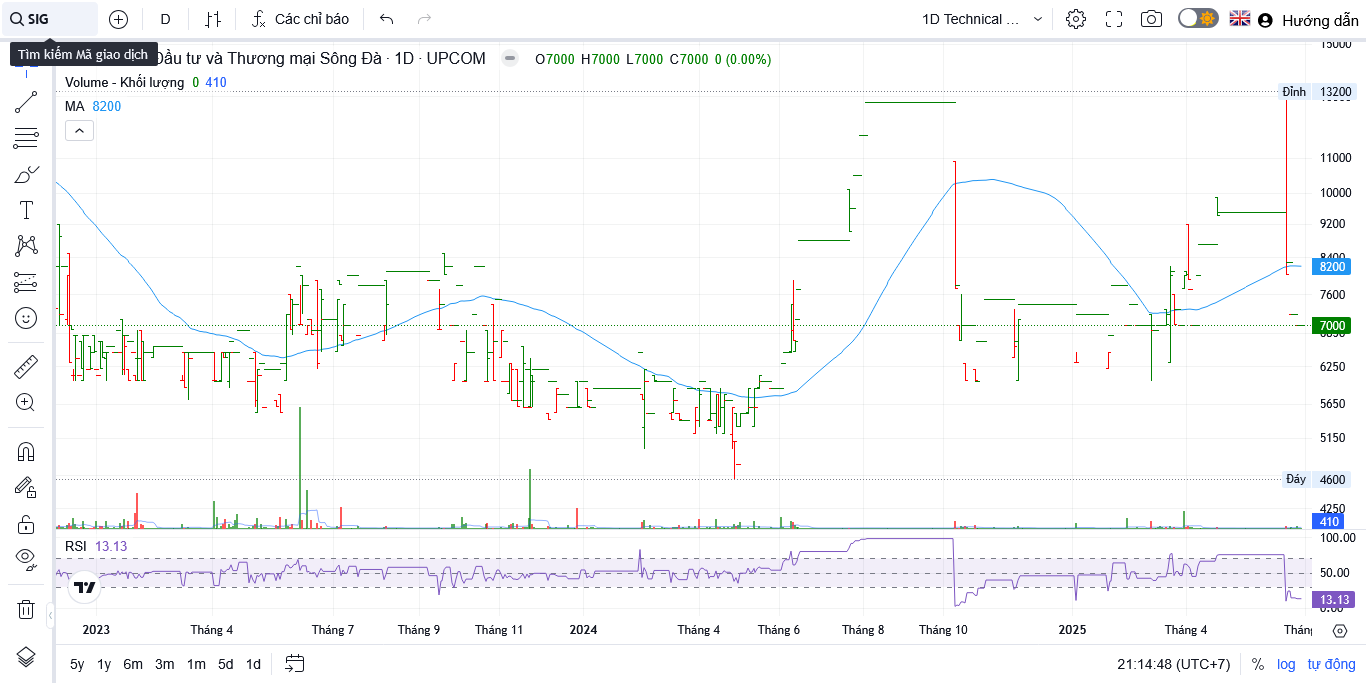 SIG
D
Các chỉ báo
1D Technical ...
Hướng dẫn
Tìm kiếm Mã giao dịch
Đầu tư và Thương mại Sông Đà · 1D · UPCOM
O7000 H7000 L7000 C7000 0 (0.00%)
Volume - Khối lượng 0 410
MA 8200
15000
Đỉnh 13200
11000
10000
9200
8400
8200
7600
7000
6250
5650
5150
Đáy 4600
4250
410
RSI 13.13
100.00
50.00
13.13
0.00
2023 Tháng 4 Tháng 7 Tháng 9 Tháng 11 2024 Tháng 4 Tháng 6 Tháng 8 Tháng 10 2025 Tháng 4
5y 1y 6m 3m 1m 5d 1d
21:14:48 (UTC+7) % log tự động